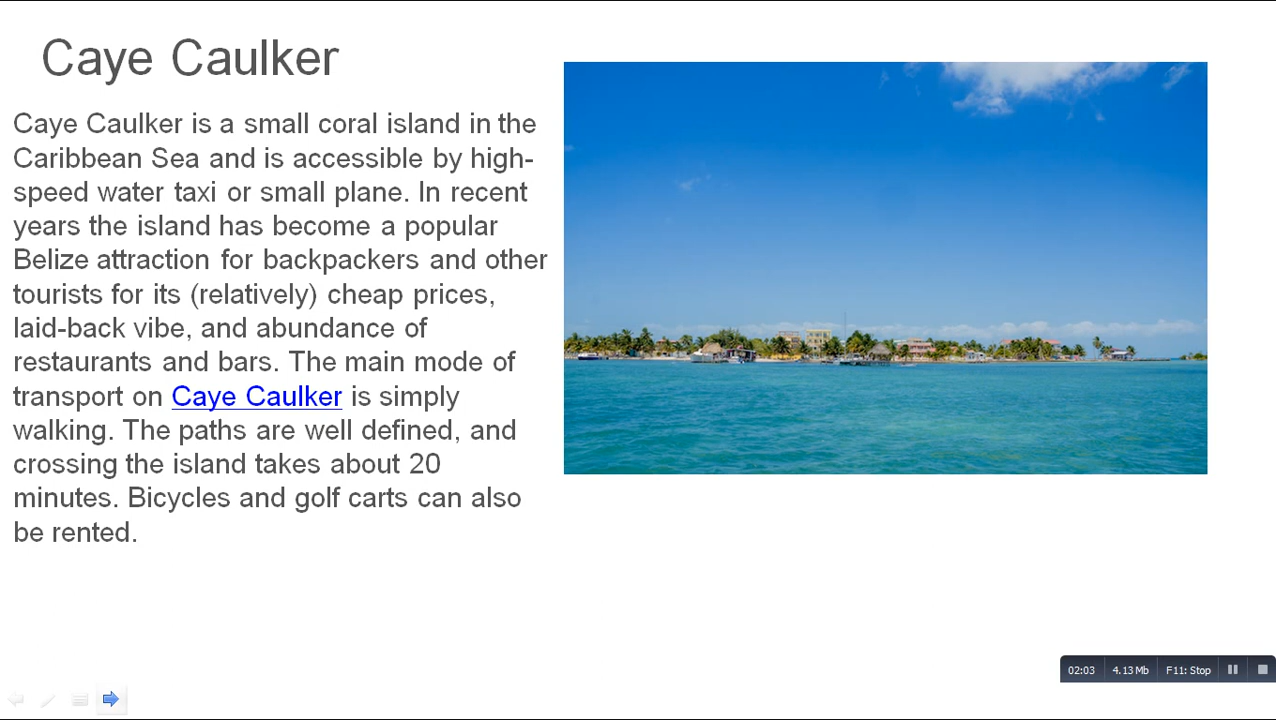 Caye Caulker
Caye Caulker is a small coral island in the
Caribbean Sea and is accessible by high-
speed water taxi or small plane. In recent
years the island has become a popular
Belize attraction for backpackers and other
tourists for its (relatively) cheap prices,
laid-back vibe, and abundance of
restaurants and bars. The main mode of
transport on Caye Caulker is simply
walking. The paths are well defined, and
crossing the island takes about 20
minutes. Bicycles and golf carts can also
be rented.
02:03 4.13 Mb F11: Stop